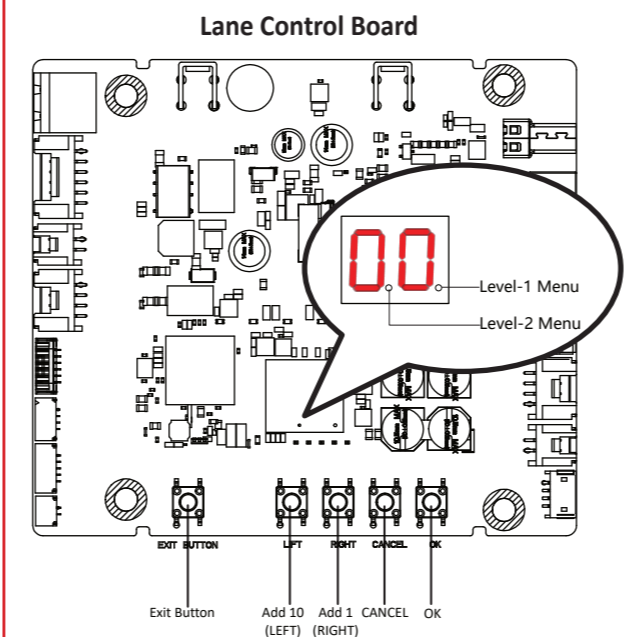 Lane Control Board
00
Level-1 Menu
Level-2 Menu
EXIT BUTTON LIFT RIGHT CANCEL OK
Exit Button Add 10 Add 1 CANCEL OK
(LEFT) (RIGHT)